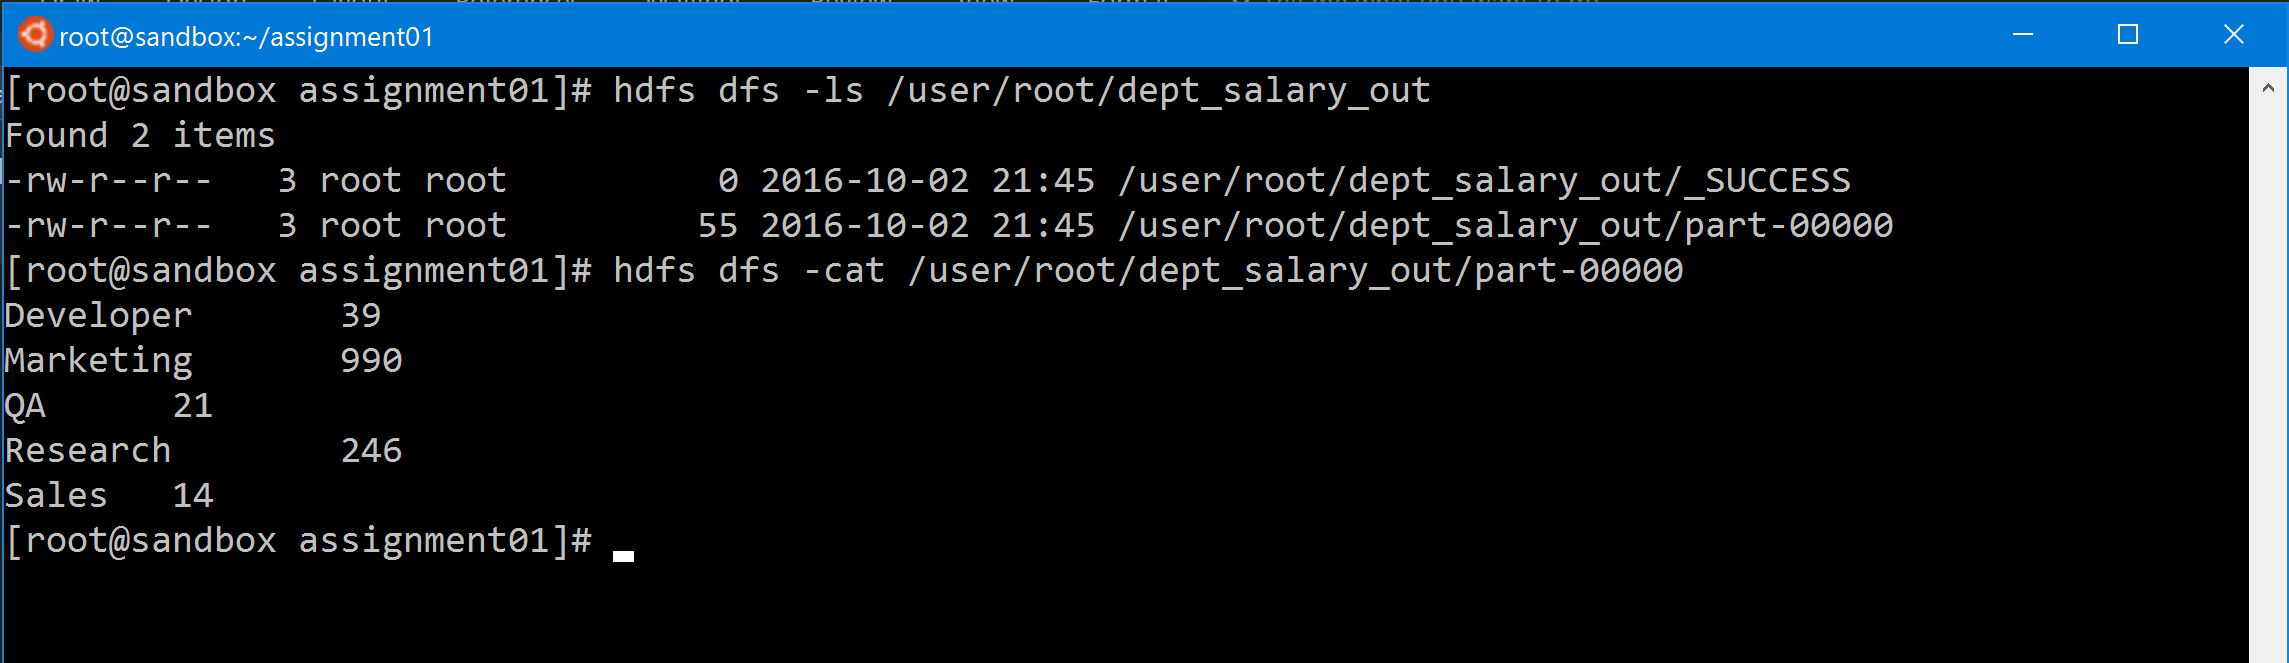 root@sandbox:~/assignment01
[root@sandbox assignment01]# hdfs dfs -ls /user/root/dept_salary_out
Found 2 items
-rw-r--r--   3 root root          0 2016-10-02 21:45 /user/root/dept_salary_out/_SUCCESS
-rw-r--r--   3 root root         55 2016-10-02 21:45 /user/root/dept_salary_out/part-00000
[root@sandbox assignment01]# hdfs dfs -cat /user/root/dept_salary_out/part-00000
Developer       39
Marketing       990
QA      21
Research        246
Sales   14
[root@sandbox assignment01]#